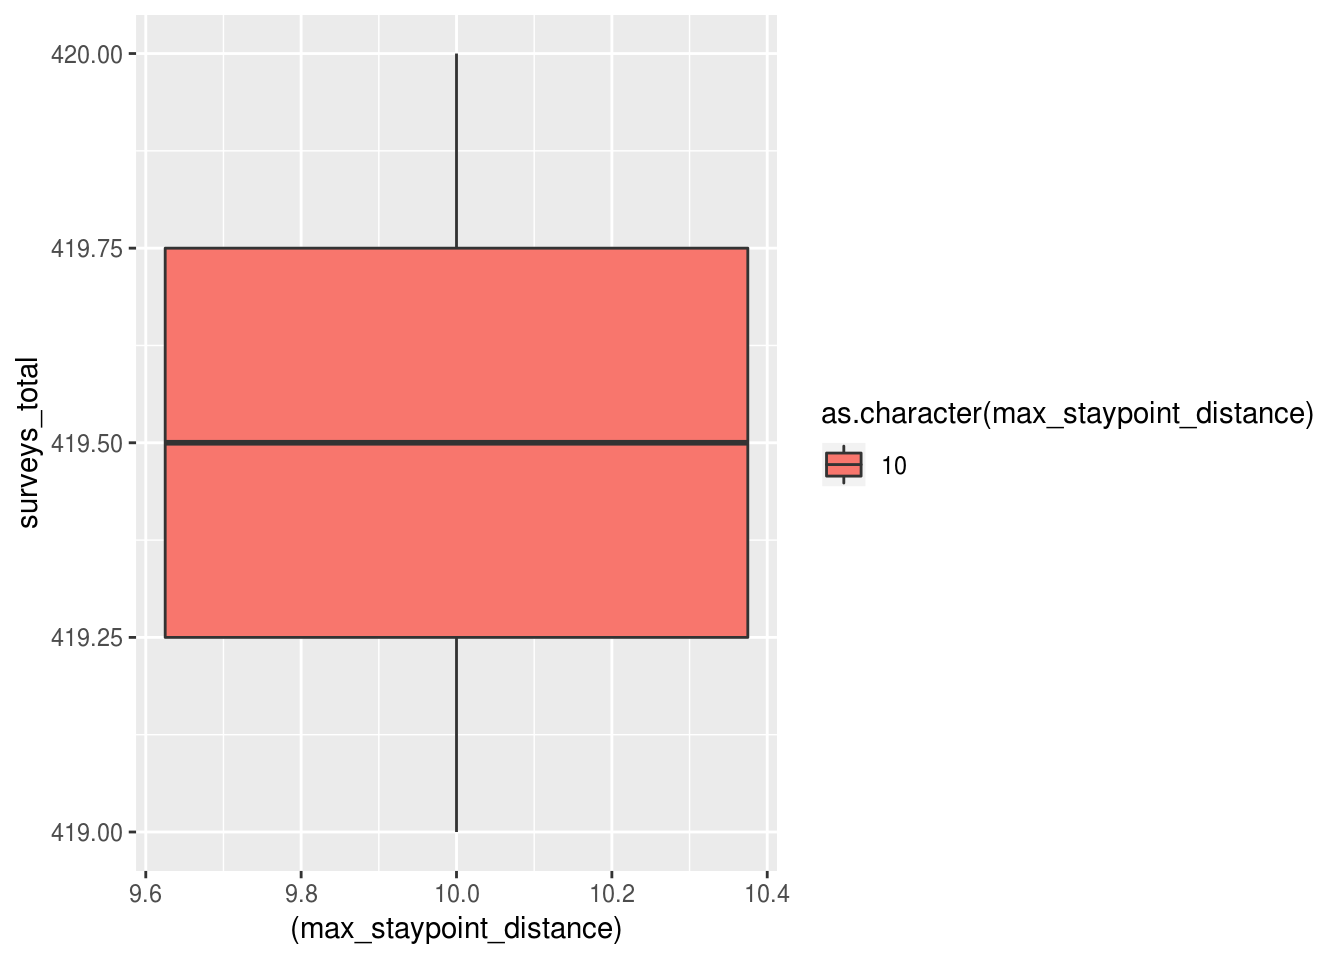 420.00
419.75
419.50
419.25
419.00
surveys_total
9.6 9.8 10.0 10.2 10.4
(max_staypoint_distance)
as.character(max_staypoint_distance)
10